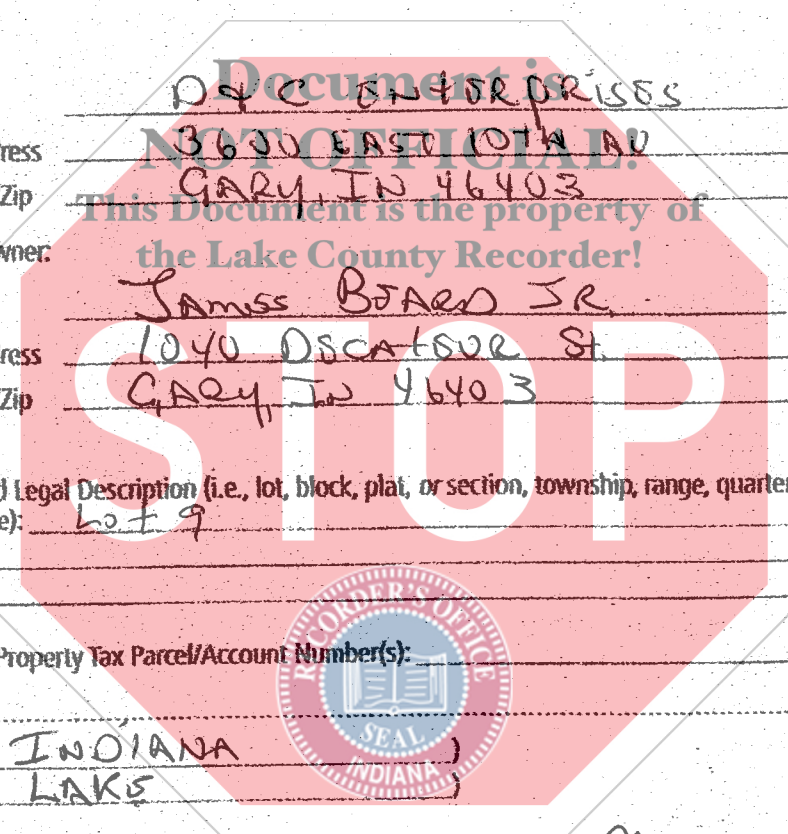 Document is
D & C ENTERPRISES
NOT OFFICIAL!
ress 3600 EAST 10TH AV
Zip GARY, IN 46403
This Document is the property of
wner: the Lake County Recorder!
JAMES BEARD JR.
ress 1040 DECATEUR St.
Zip GARY, IN 46403
STOP
d Legal Description (i.e., lot, block, plat, or section, township, range, quarter
e): Lot 9
Property Tax Parcel/Account Number(s):
RECORDER'S OFFICE
SEAL
INDIANA
INDIANA )
LAKE )